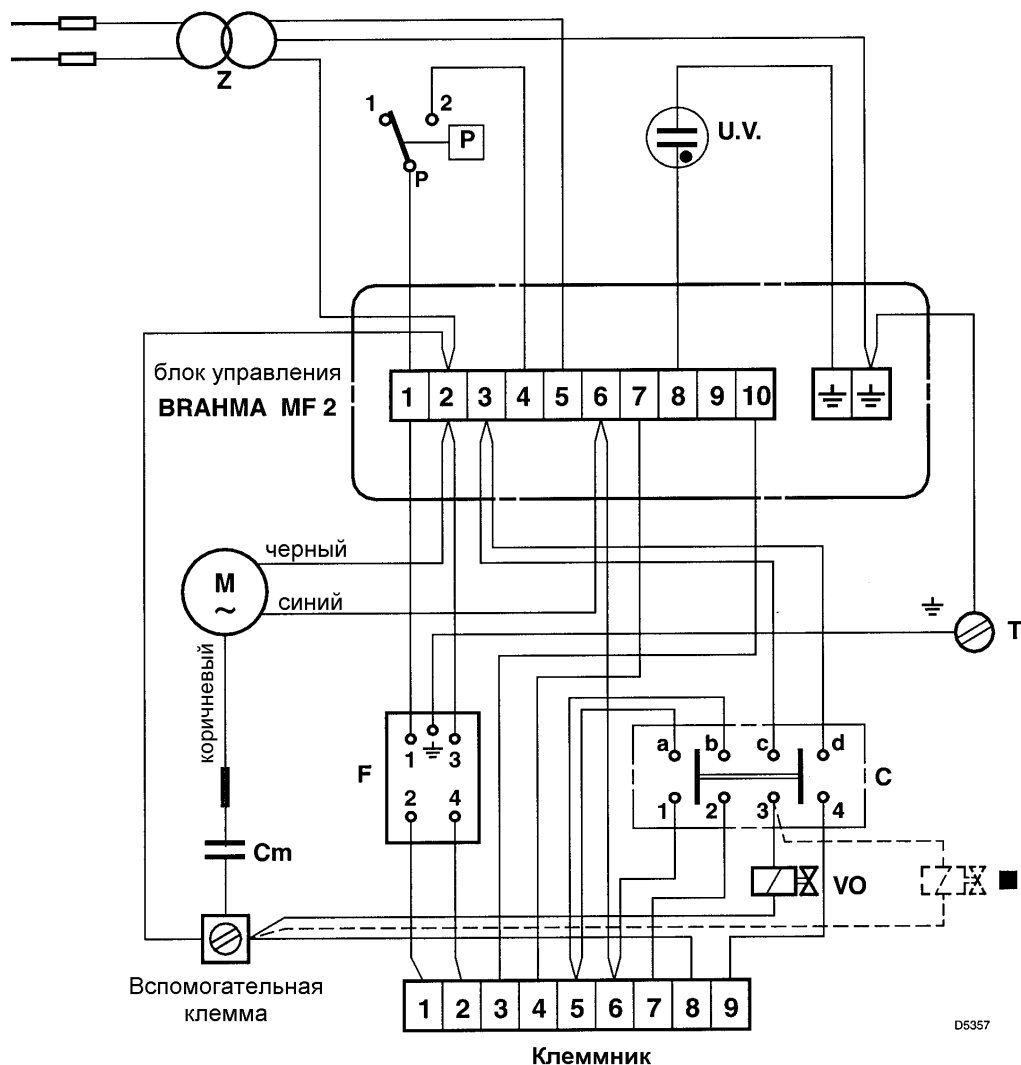 Z
1 2
P
P
U.V.
блок управления
BRAHMA MF 2
1 2 3 4 5 6 7 8 9 10
черный
M
~
синий
коричневый
T
F
1 3
2 4
a b c d
C
1 2 3 4
Cm
VO
Вспомогательная
клемма
1 2 3 4 5 6 7 8 9
D5357
Клеммник